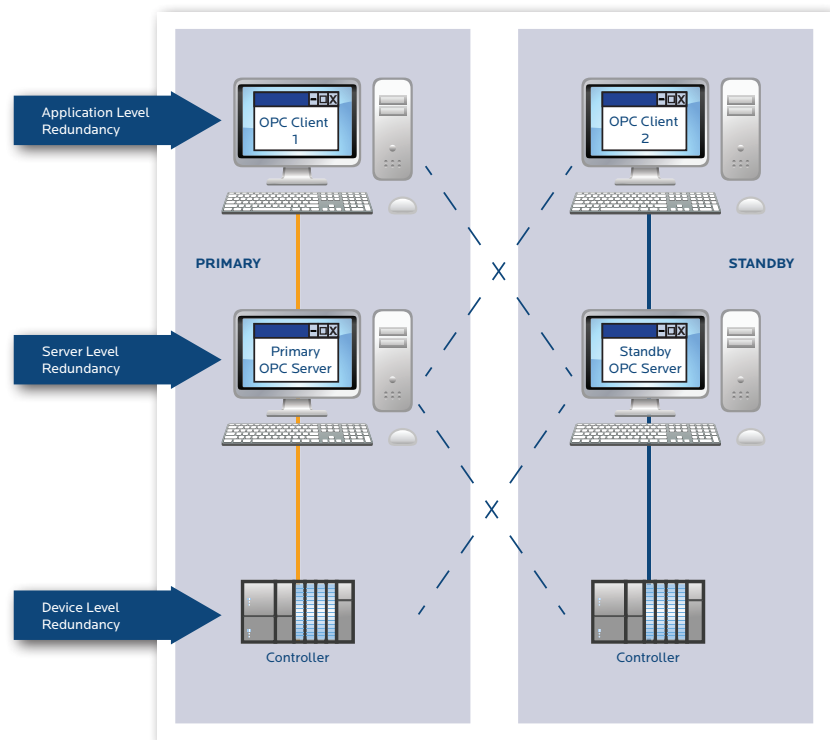 Application Level
Redundancy
OPC Client
1
OPC Client
2
PRIMARY
STANDBY
Server Level
Redundancy
Primary
OPC Server
Standby
OPC Server
Device Level
Redundancy
Controller
Controller